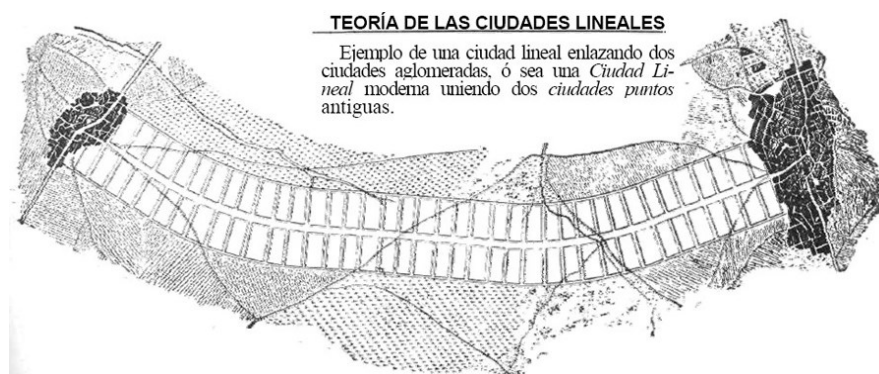 TEORÍA DE LAS CIUDADES LINEALES
Ejemplo de una ciudad lineal enlazando dos
ciudades aglomeradas, ó sea una Ciudad Li-
neal moderna uniendo dos ciudades puntos
antiguas.